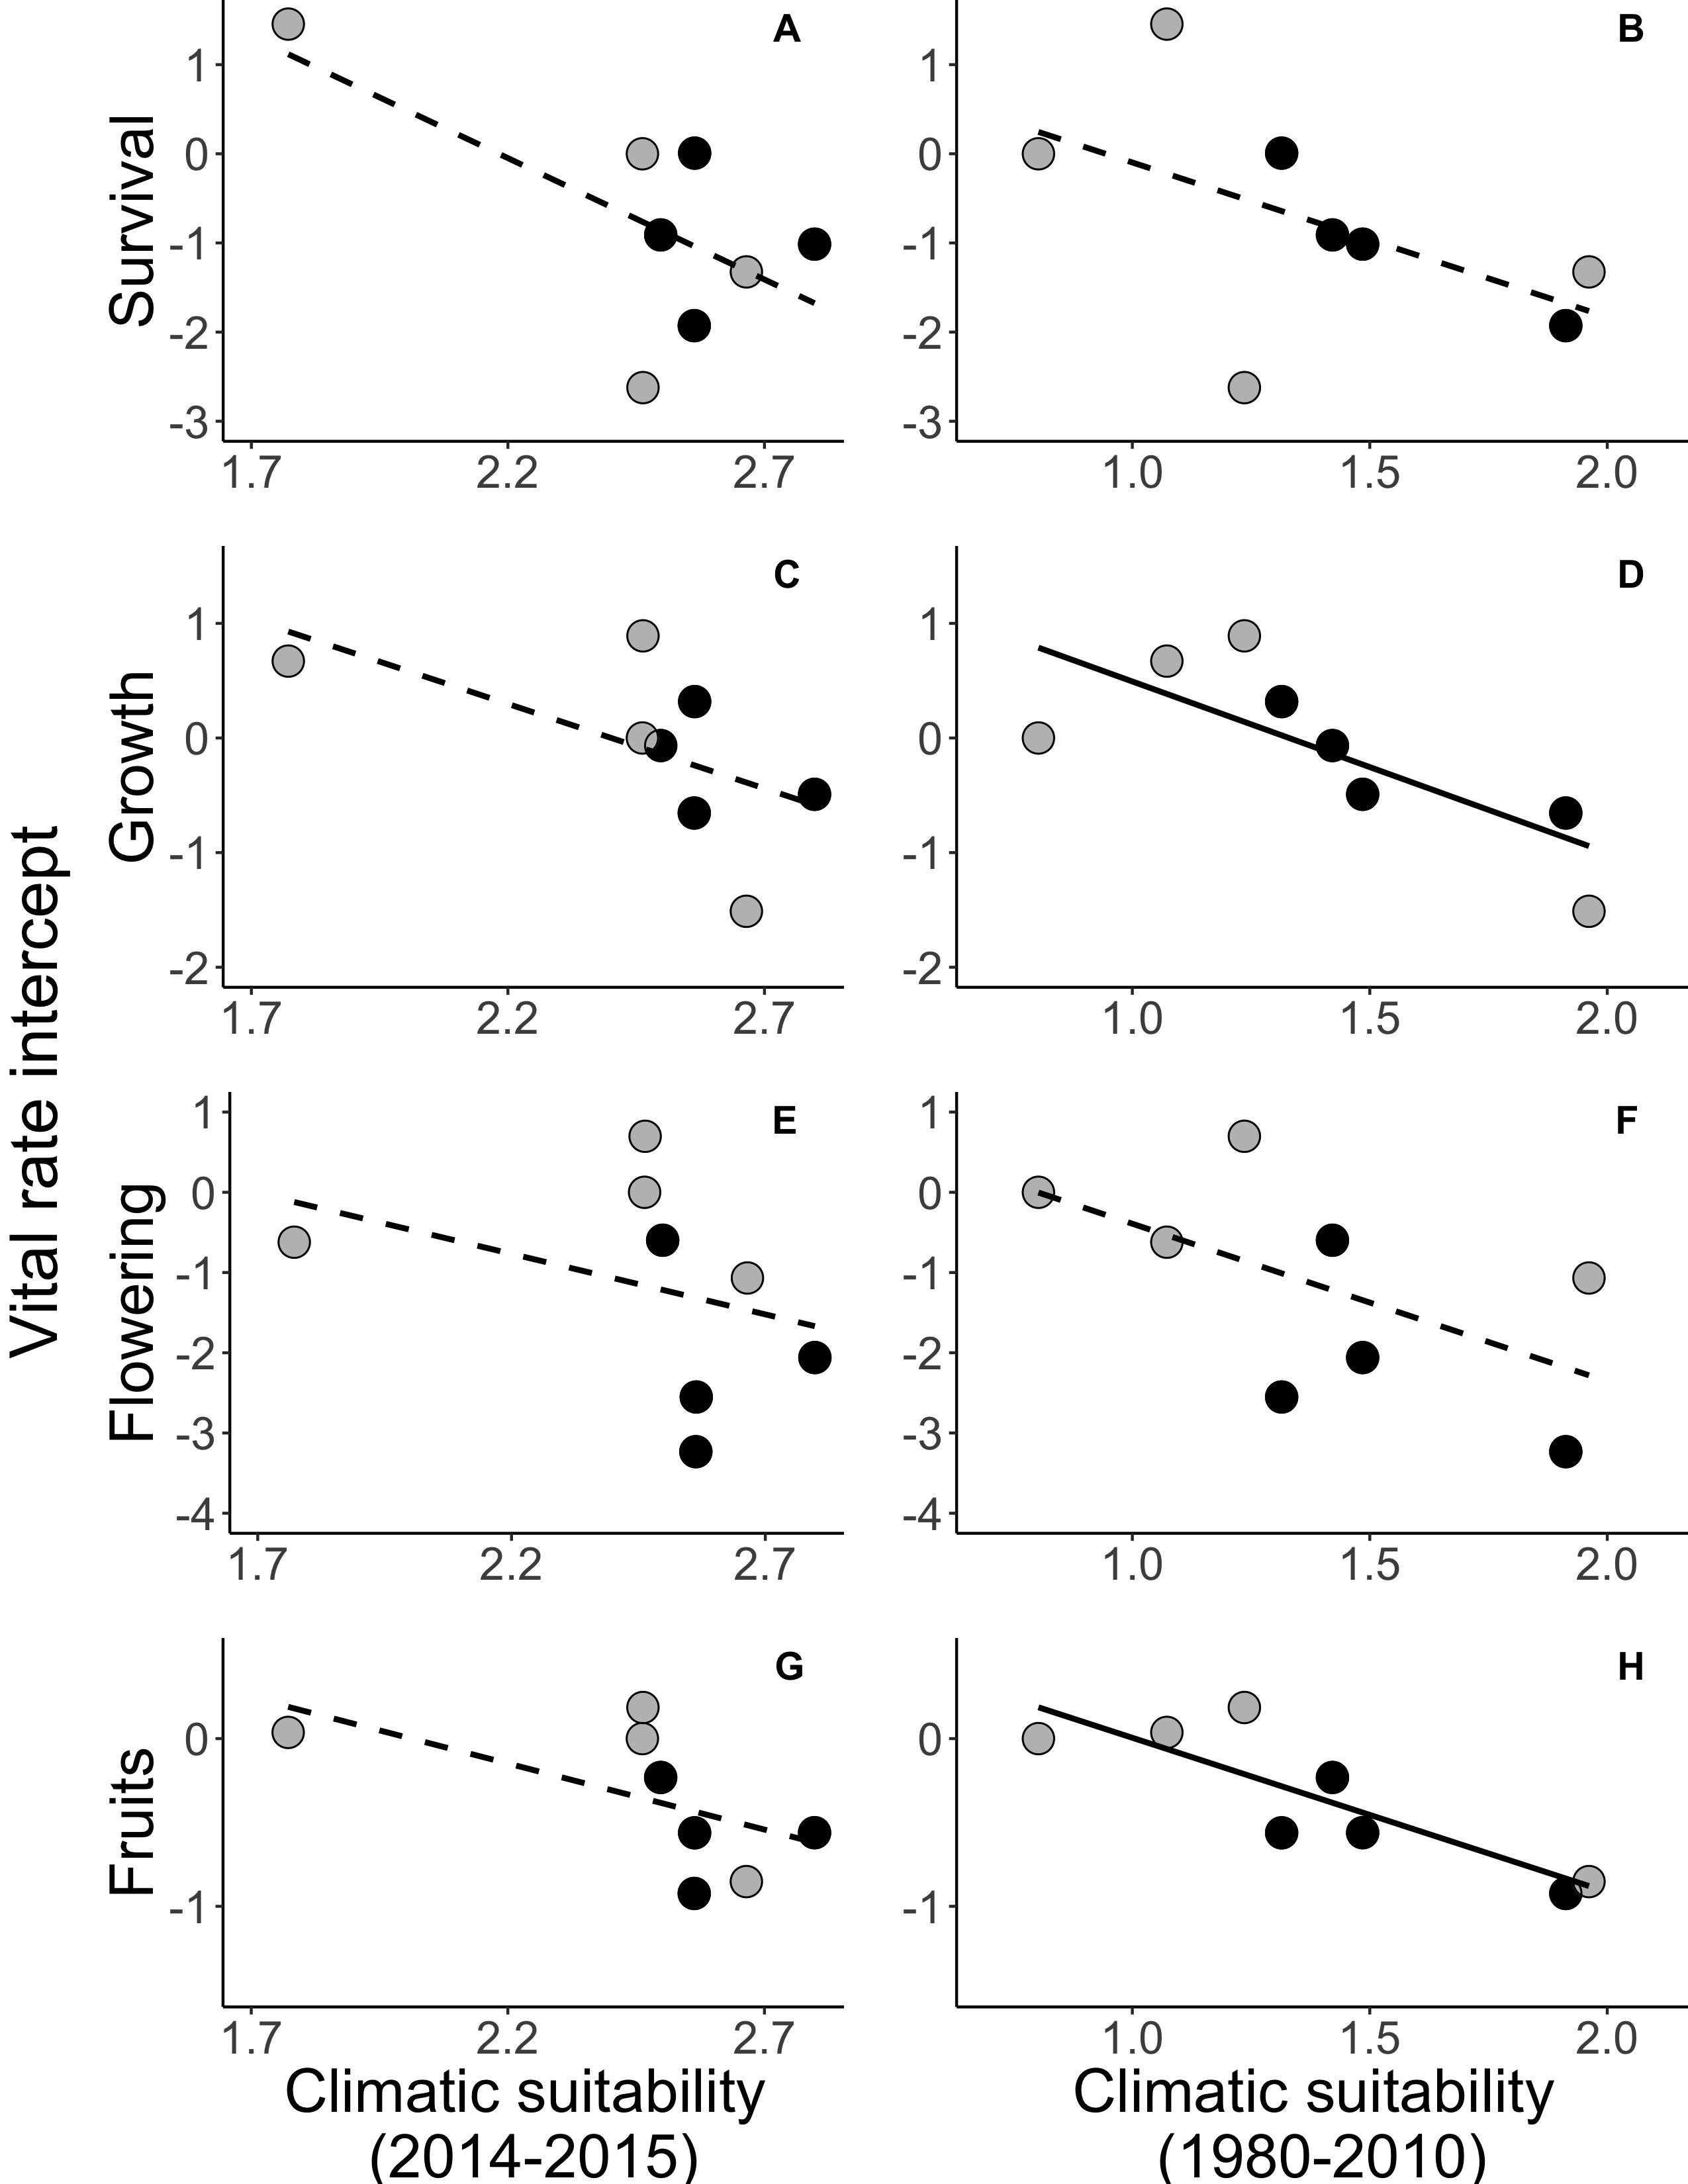 A
B
Survival
1
0
-1
-2
-3
1
0
-1
-2
-3
1.7 2.2 2.7
1.0 1.5 2.0
C
D
Growth
1
0
-1
-2
1
0
-1
-2
1.7 2.2 2.7
1.0 1.5 2.0
Vital rate intercept
E
F
Flowering
1
0
-1
-2
-3
-4
1
0
-1
-2
-3
-4
1.7 2.2 2.7
1.0 1.5 2.0
G
H
Fruits
0
-1
0
-1
1.7 2.2 2.7
1.0 1.5 2.0
Climatic suitability
(2014-2015)
Climatic suitability
(1980-2010)